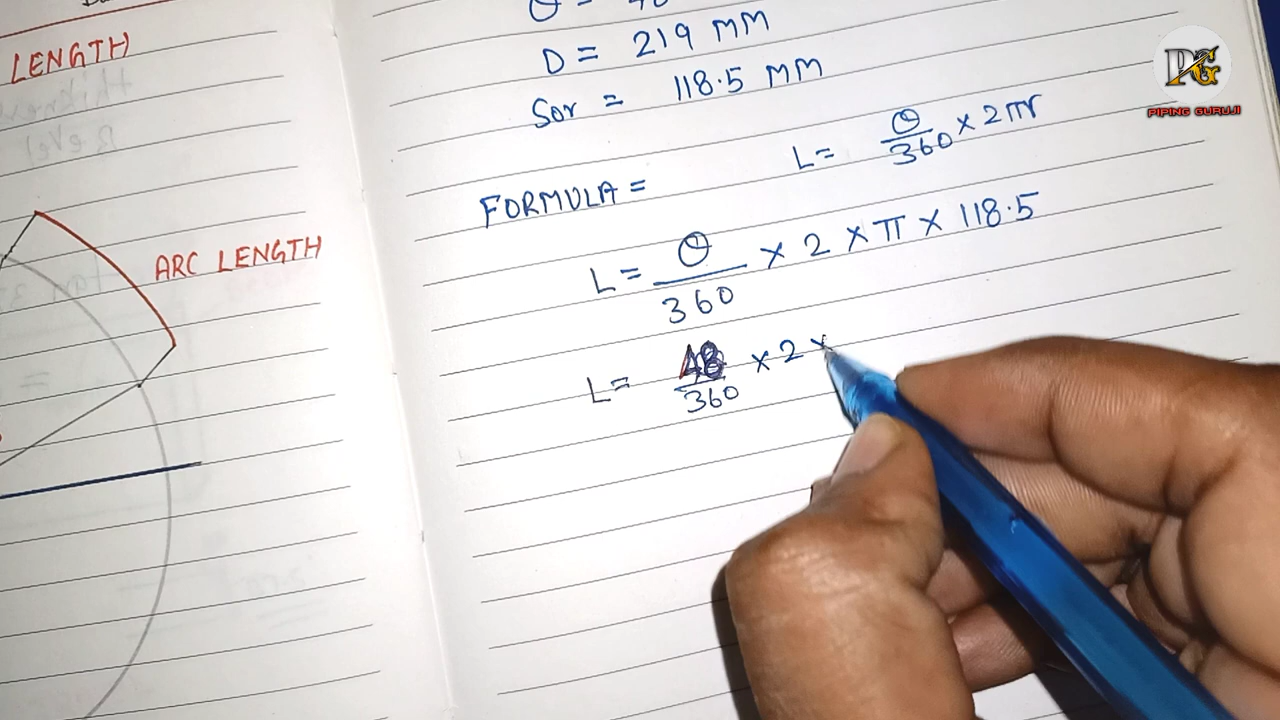 LENGTH
ARC LENGTH
θ =
D = 219 MM
Sor = 118.5 MM
FORMULA =
L = θ/360 × 2πr
L = θ/360 × 2 × π × 118.5
L = 48/360 × 2 ×
PG
PIPING GURUJI